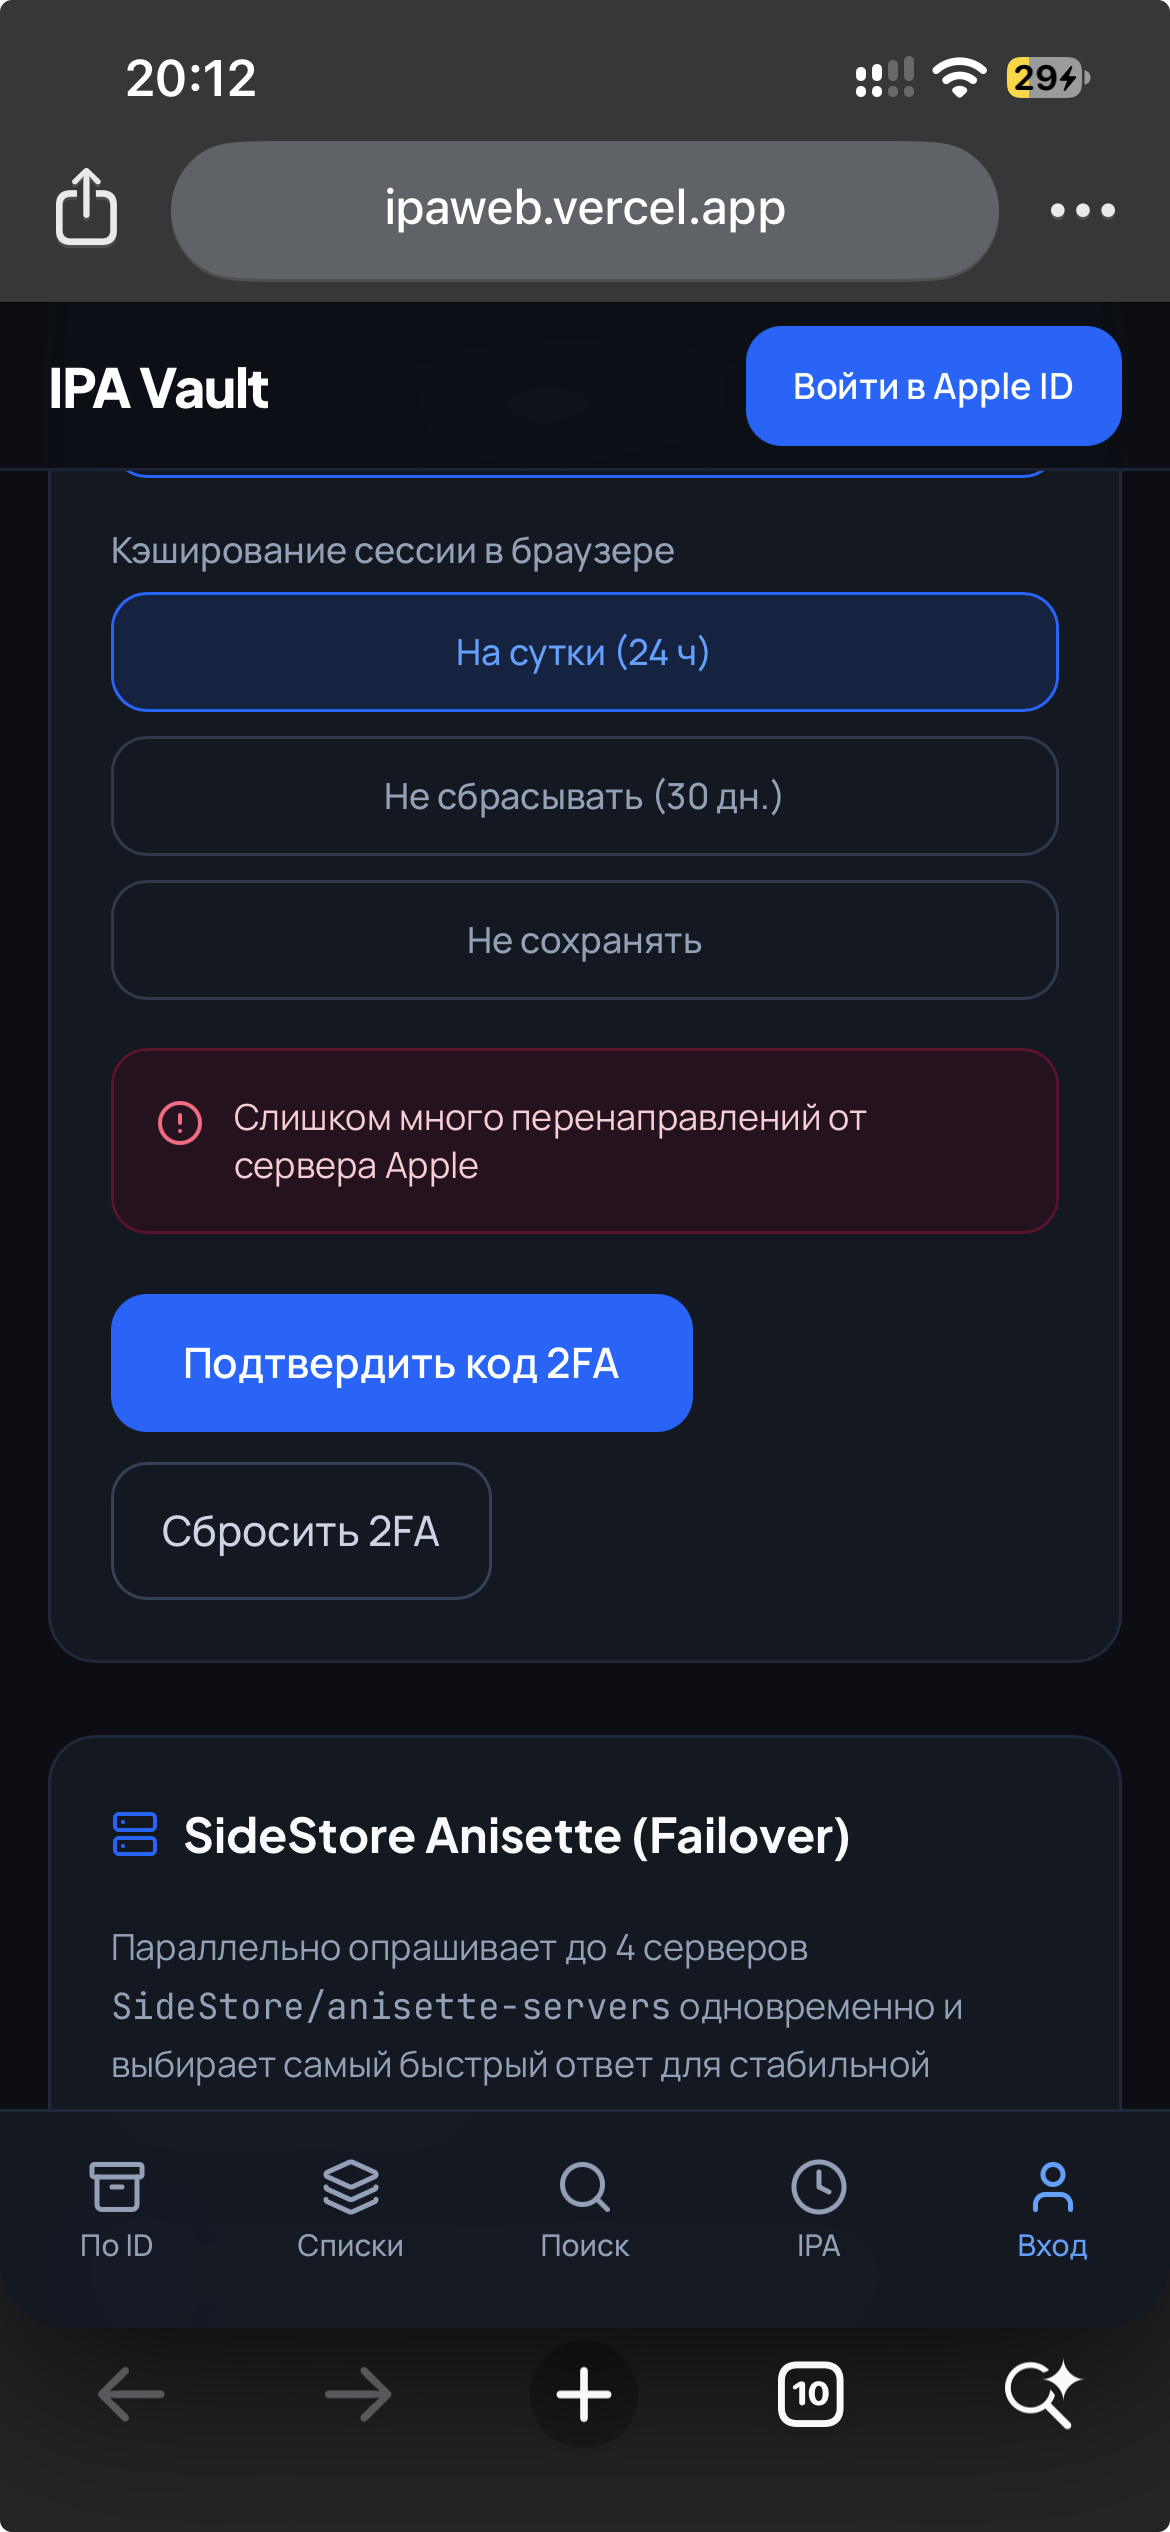 20:12
29
ipaweb.vercel.app
IPA Vault
Войти в Apple ID
Кэширование сессии в браузере
На сутки (24 ч)
Не сбрасывать (30 дн.)
Не сохранять
Слишком много перенаправлений от
сервера Apple
Подтвердить код 2FA
Сбросить 2FA
SideStore Anisette (Failover)
Параллельно опрашивает до 4 серверов
SideStore/anisette-servers одновременно и
выбирает самый быстрый ответ для стабильной
По ID
Списки
Поиск
IPA
Вход
10